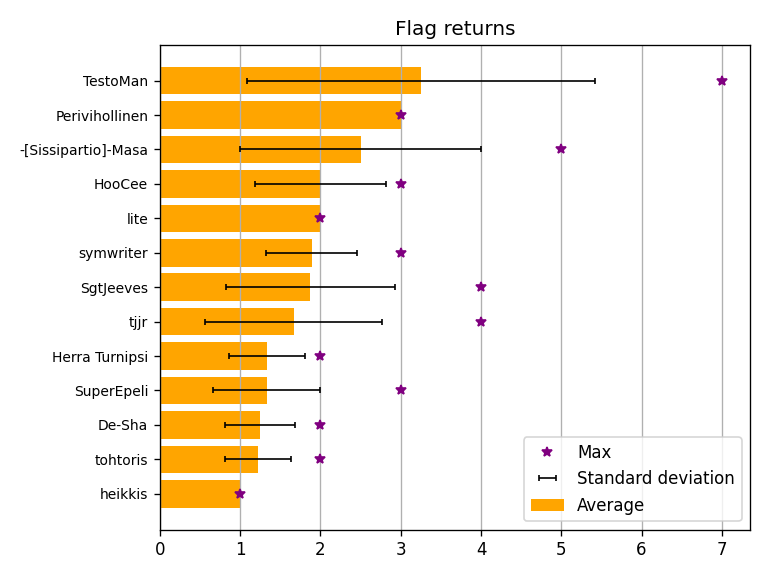 Flag returns
TestoMan
Perivihollinen
-[Sissipartio]-Masa
HooCee
lite
symwriter
SgtJeeves
tjjr
Herra Turnipsi
SuperEpeli
De-Sha
tohtoris
heikkis
Max
Standard deviation
Average
0 1 2 3 4 5 6 7